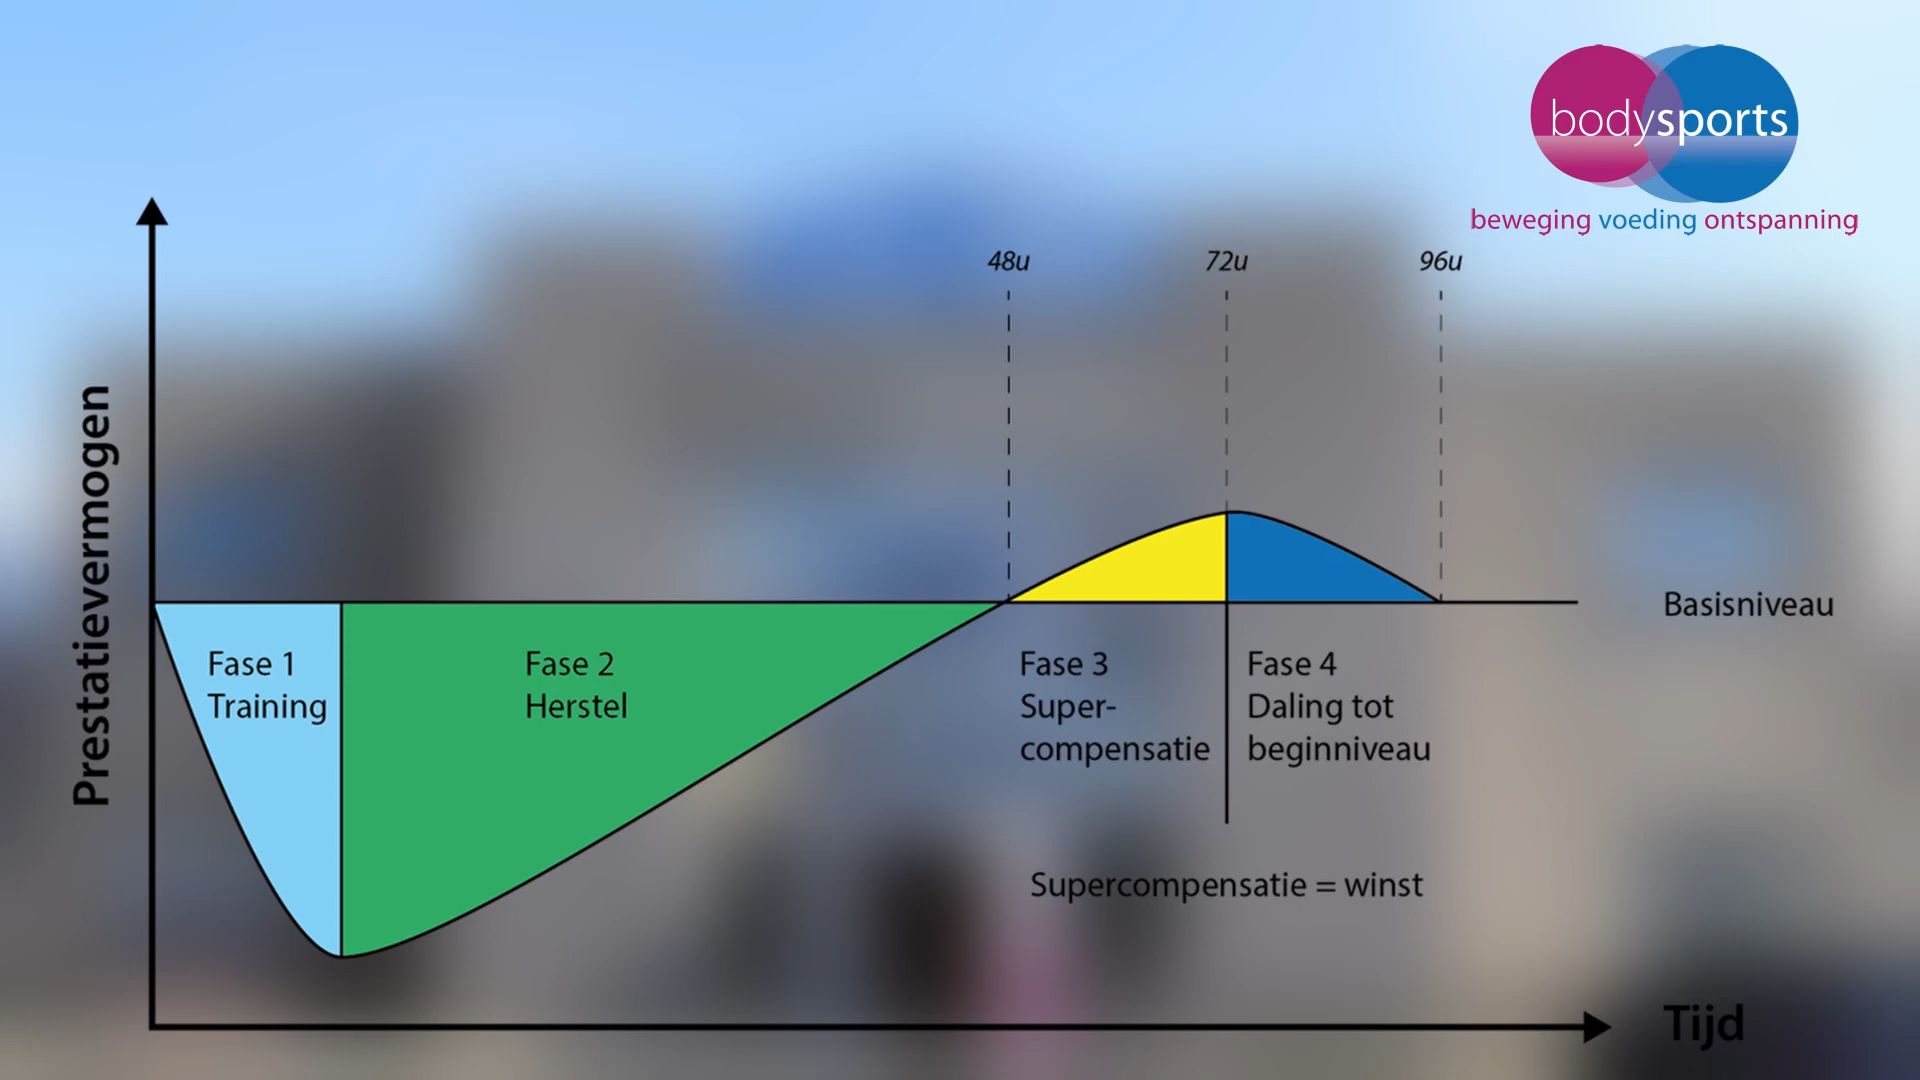 bodysports
beweging voeding ontspanning
48u
72u
96u
Prestatievermogen
Basisniveau
Fase 1
Training
Fase 2
Herstel
Fase 3
Super-
compensatie
Fase 4
Daling tot
beginniveau
Supercompensatie = winst
Tijd